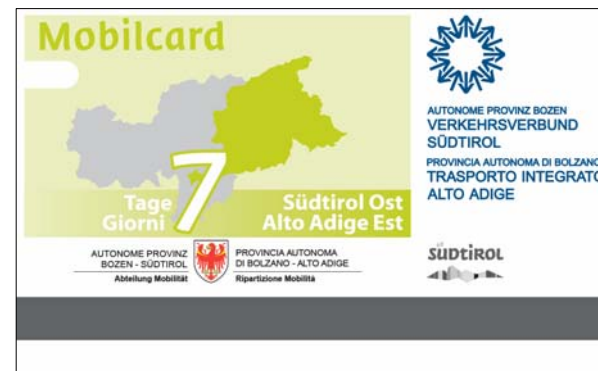 Mobilcard
7
Tage
Giorni
Südtirol Ost
Alto Adige Est
AUTONOME PROVINZ
BOZEN - SÜDTIROL
Abteilung Mobilität
PROVINCIA AUTONOMA
DI BOLZANO - ALTO ADIGE
Ripartizione Mobilità
AUTONOME PROVINZ BOZEN
VERKEHRSVERBUND
SÜDTIROL
PROVINCIA AUTONOMA DI BOLZANO
TRASPORTO INTEGRATO
ALTO ADIGE
SÜDTIROL